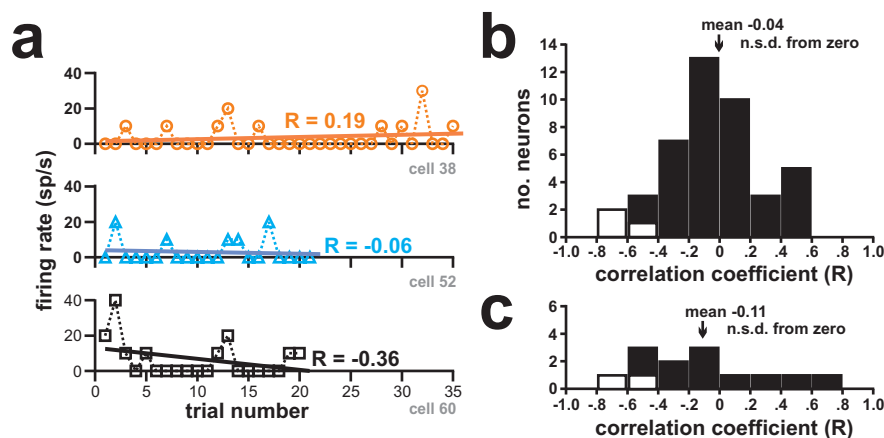 a
firing rate (sp/s)
40
20
0
R = 0.19
cell 38
40
20
0
R = -0.06
cell 52
40
20
0
R = -0.36
0 5 10 15 20 25 30 35
trial number
cell 60
b
mean -0.04
n.s.d. from zero
no. neurons
14
12
10
8
6
4
2
0
-1.0 -.8 -.6 -.4 -.2 0 .2 .4 .6 .8 1.0
correlation coefficient (R)
c
mean -0.11
n.s.d. from zero
6
4
2
0
-1.0 -.8 -.6 -.4 -.2 0 .2 .4 .6 .8 1.0
correlation coefficient (R)